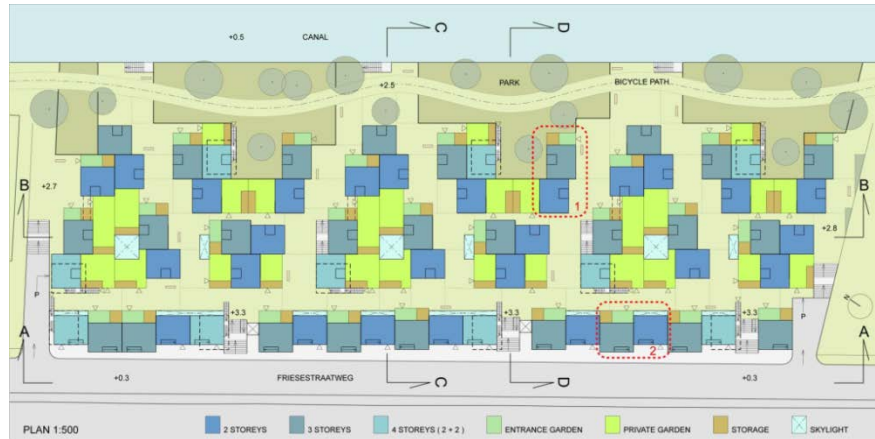 C D
+0.5 CANAL
PARK BICYCLE PATH
+2.5
B +2.7 B
1
+2.8
P
+3.3 +3.3 +3.3
P
A A
2
+0.3 FRIESESTRAATWEG C D +0.3
PLAN 1:500 2 STOREYS 3 STOREYS 4 STOREYS ( 2 + 2 ) ENTRANCE GARDEN PRIVATE GARDEN STORAGE SKYLIGHT